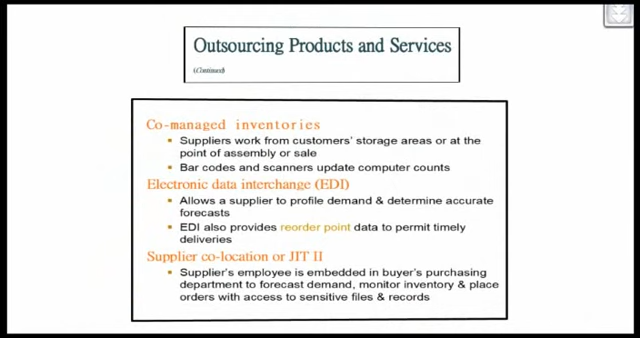 Outsourcing Products and Services
(Continued)
Co-managed inventories
▪ Suppliers work from customers' storage areas or at the
point of assembly or sale
▪ Bar codes and scanners update computer counts
Electronic data interchange (EDI)
▪ Allows a supplier to profile demand & determine accurate
forecasts
▪ EDI also provides reorder point data to permit timely
deliveries
Supplier co-location or JIT II
▪ Supplier's employee is embedded in buyer's purchasing
department to forecast demand, monitor inventory & place
orders with access to sensitive files & records